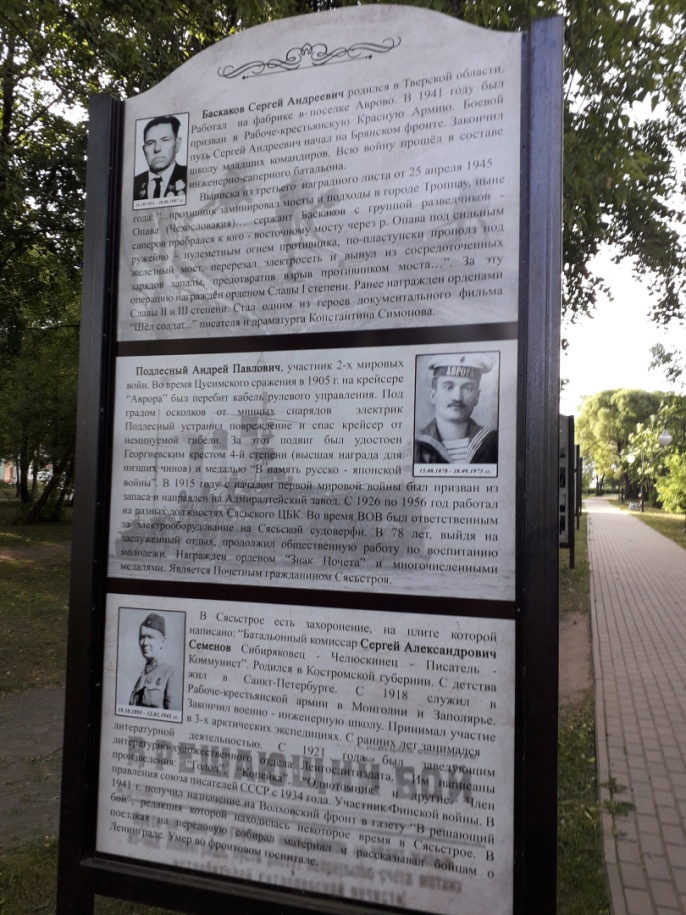 Баскаков Сергей Андреевич родился в Тверской области.
Работал на фабрике в поселке Аврово. В 1941 году был
призван в Рабоче-крестьянскую Красную Армию. Боевой
путь Сергей Андреевич начал на Брянском фронте. Закончил
школу младших командиров. Всю войну прошёл в составе
инженерно-саперного батальона.
Выписка из третьего наградного листа от 25 апреля 1945
года "...противник заминировал мосты и подходы в городе Троппау, ныне
Опава (Чехословакия)... сержант Баскаков с группой разведчиков -
саперов пробрался к юго - восточному мосту через р. Опава под сильным
ружейно - пулеметным огнем противника, по-пластунски прополз под
железный мост, перерезал электросеть и вынул из сосредоточенных
зарядов запалы, предотвратив взрыв противником моста...". За эту
операцию награждён орденом Славы I степени. Ранее награжден орденами
Славы II и III степени. Стал одним из героев документального фильма
"Шёл солдат..." писателя и драматурга Константина Симонова.
Подлесный Андрей Павлович, участник 2-х мировых
войн. Во время Цусимского сражения в 1905 г. на крейсере
"Аврора" был перебит кабель рулевого управления. Под
градом осколков от минных снарядов электрик
Подлесный устранил повреждение и спас крейсер от
неминуемой гибели. За этот подвиг был удостоен
Георгиевским крестом 4-й степени (высшая награда для
низших чинов) и медалью "В память русско - японской
войны". В 1915 году с началом первой мировой войны был призван из
запаса и направлен на Адмиралтейский завод. С 1926 по 1956 год работал
на разных должностях Сясьского ЦБК. Во время ВОВ был ответственным
за электрооборудование на Сясьской судоверфи. В 78 лет, выйдя на
заслуженный отдых, продолжил общественную работу по воспитанию
молодежи. Награжден орденом "Знак Почета" и многочисленными
медалями. Является Почетным гражданином Сясьстроя.
АВРОРА
15.08.1878 - 20.09.1973 гг.
В Сясьстрое есть захоронение, на плите которой
написано: "Батальонный комиссар Сергей Александрович
Семенов Сибиряковец - Челюскинец - Писатель -
Коммунист". Родился в Костромской губернии. С детства
жил в Санкт-Петербурге. С 1918 служил в
Рабоче-крестьянской армии в Монголии и Заполярье.
Закончил военно - инженерную школу. Принимал участие
в 3-х арктических экспедициях. С ранних лет занимался
литературной деятельностью. С 1921 года был заведующим
литературно-художественного отдела Ленгослитиздата. Им написаны
произведения: "Голод", "Копейка", "Однотомник" и другие. Член
правления союза писателей СССР с 1934 года. Участник Финской войны. В
1941 г. получил назначение на Волховский фронт в газету "В решающий
бой", редакция которой находилась некоторое время в Сясьстрое. В
поездках на передовую собирал материал и рассказывал бойцам о
Ленинграде. Умер во фронтовом госпитале.
РЕШАЮЩИЙ БОЙ